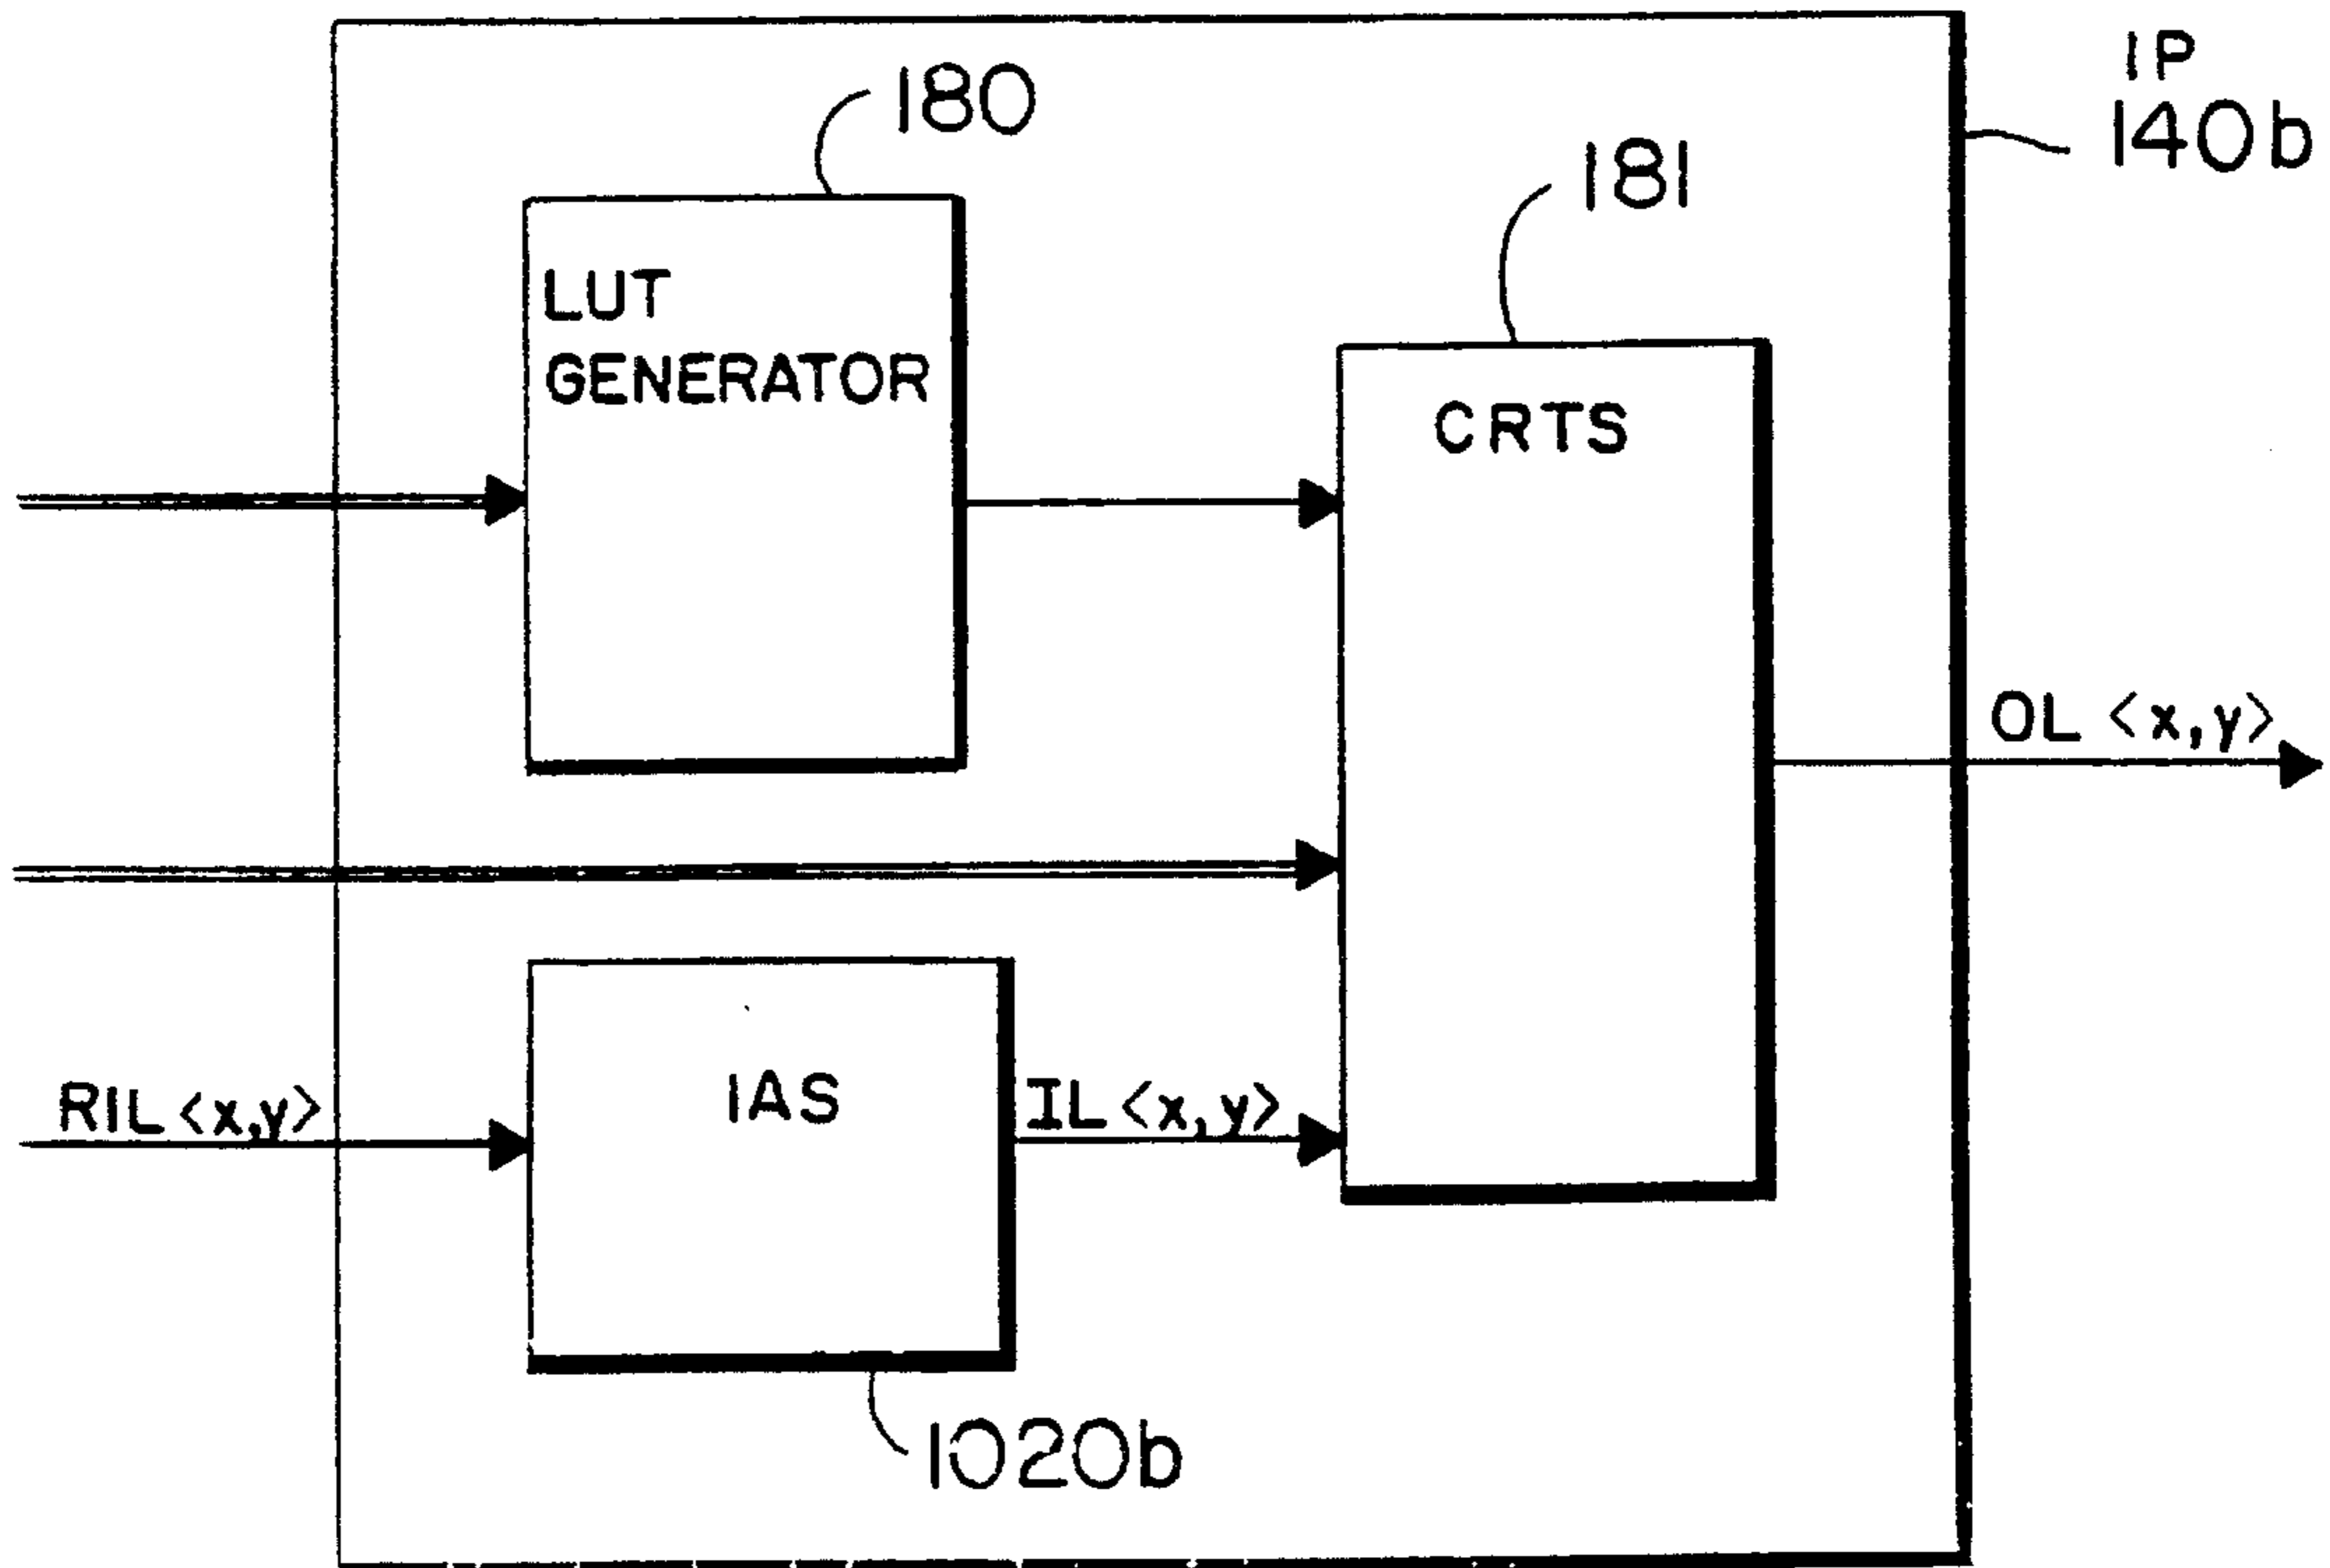 IP
140b
180
181
LUT
GENERATOR
CRTS
OL <x,y>
IAS
RIL<x,y>
IL<x,y>
1020b